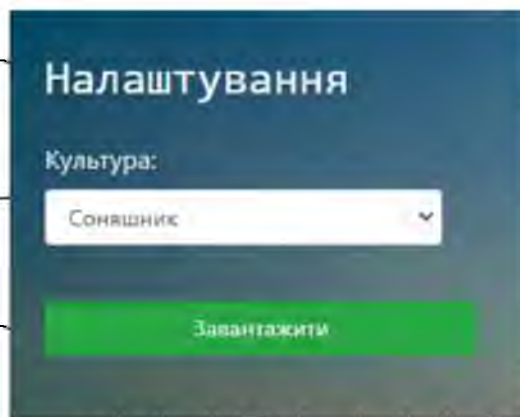 Налаштування
Культура:
Соняшник
Завантажити